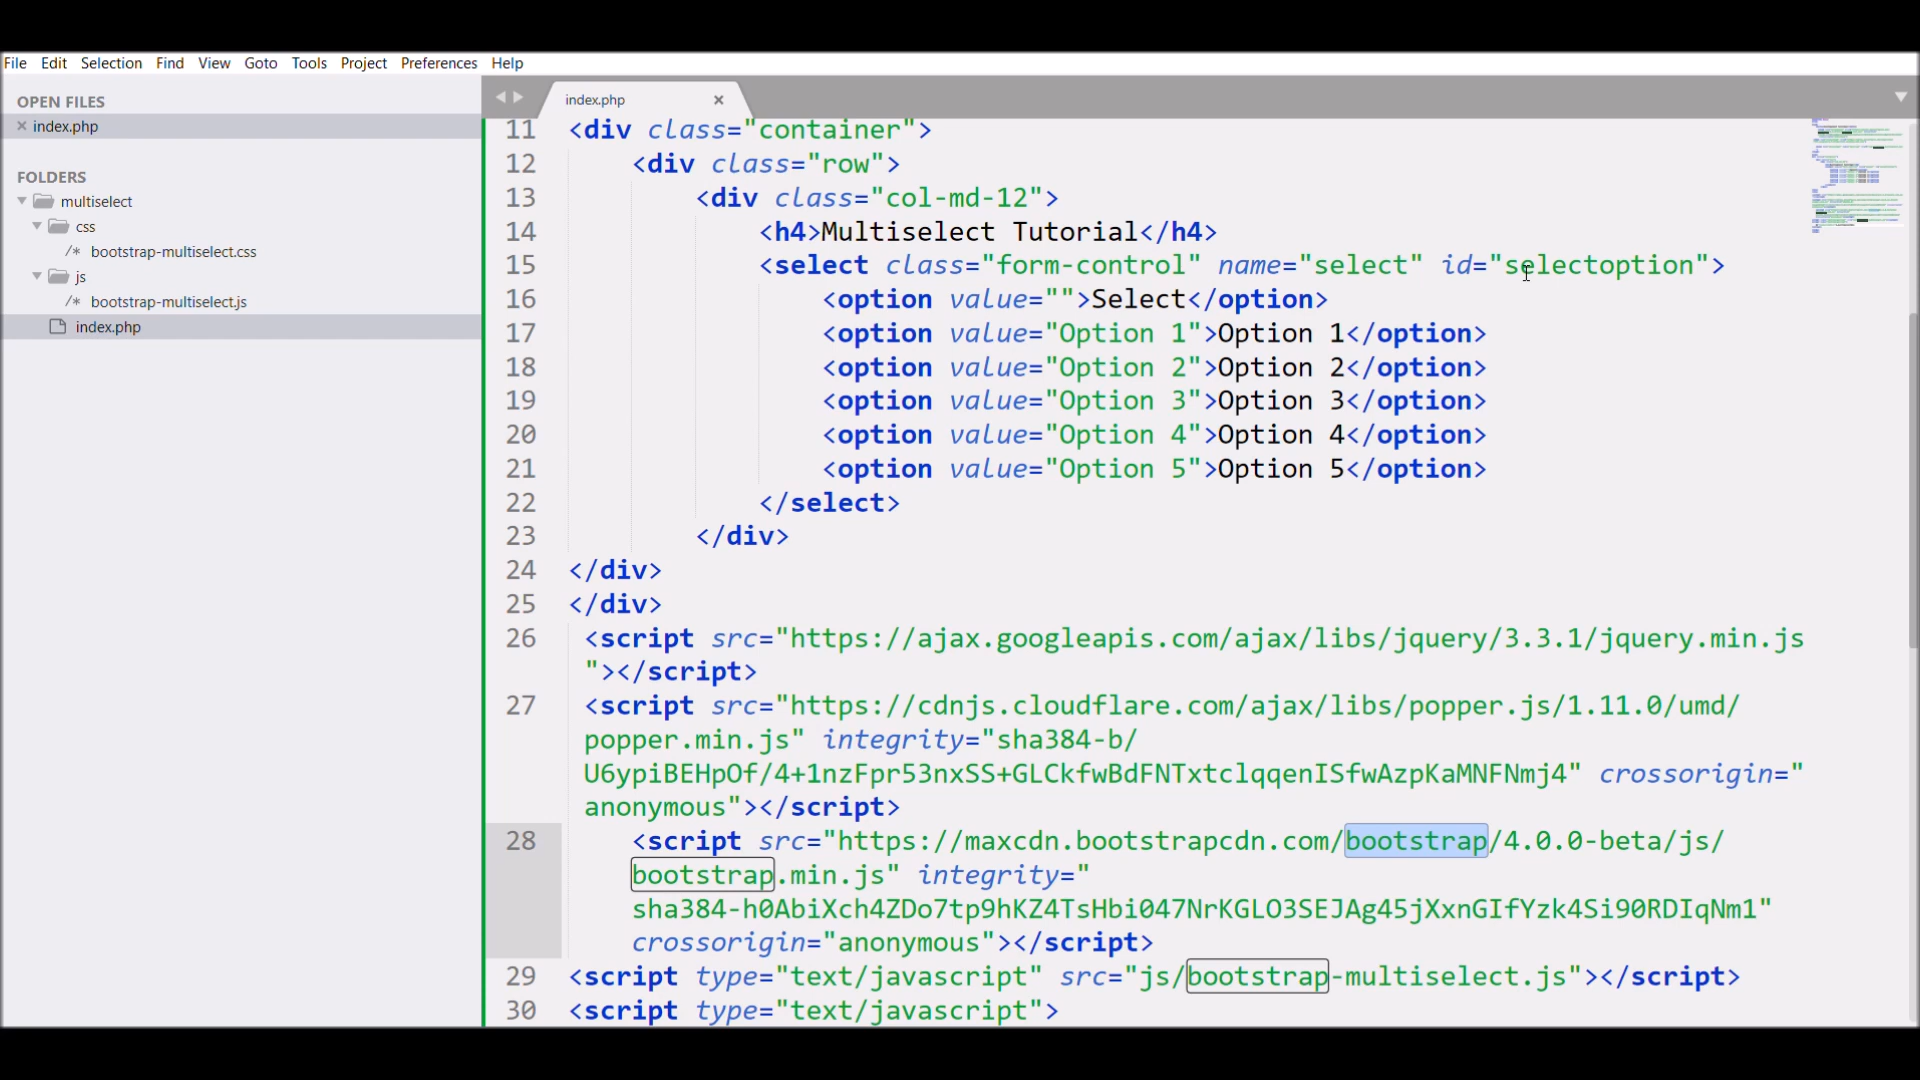 File Edit Selection Find View Goto Tools Project Preferences Help
OPEN FILES
index.php
FOLDERS
multiselect
css
/* bootstrap-multiselect.css
js
/* bootstrap-multiselect.js
index.php
index.php
11 <div class="container">
12 <div class="row">
13 <div class="col-md-12">
14 <h4>Multiselect Tutorial</h4>
15 <select class="form-control" name="select" id="selectoption">
16 <option value="">Select</option>
17 <option value="Option 1">Option 1</option>
18 <option value="Option 2">Option 2</option>
19 <option value="Option 3">Option 3</option>
20 <option value="Option 4">Option 4</option>
21 <option value="Option 5">Option 5</option>
22 </select>
23 </div>
24 </div>
25 </div>
26 <script src="https://ajax.googleapis.com/ajax/libs/jquery/3.3.1/jquery.min.js
"></script>
27 <script src="https://cdnjs.cloudflare.com/ajax/libs/popper.js/1.11.0/umd/
popper.min.js" integrity="sha384-b/
U6ypiBEHpOf/4+1nzFpr53nxSS+GLCkfwBdFNTxtclqqenISfwAzpKaMNFNmj4" crossorigin="
anonymous"></script>
28 <script src="https://maxcdn.bootstrapcdn.com/bootstrap/4.0.0-beta/js/
bootstrap.min.js" integrity="
sha384-h0AbiXch4ZDo7tp9hKZ4TsHbi047NrKGLO3SEJAg45jXxnGIfYzk4Si90RDIqNm1"
crossorigin="anonymous"></script>
29 <script type="text/javascript" src="js/bootstrap-multiselect.js"></script>
30 <script type="text/javascript">